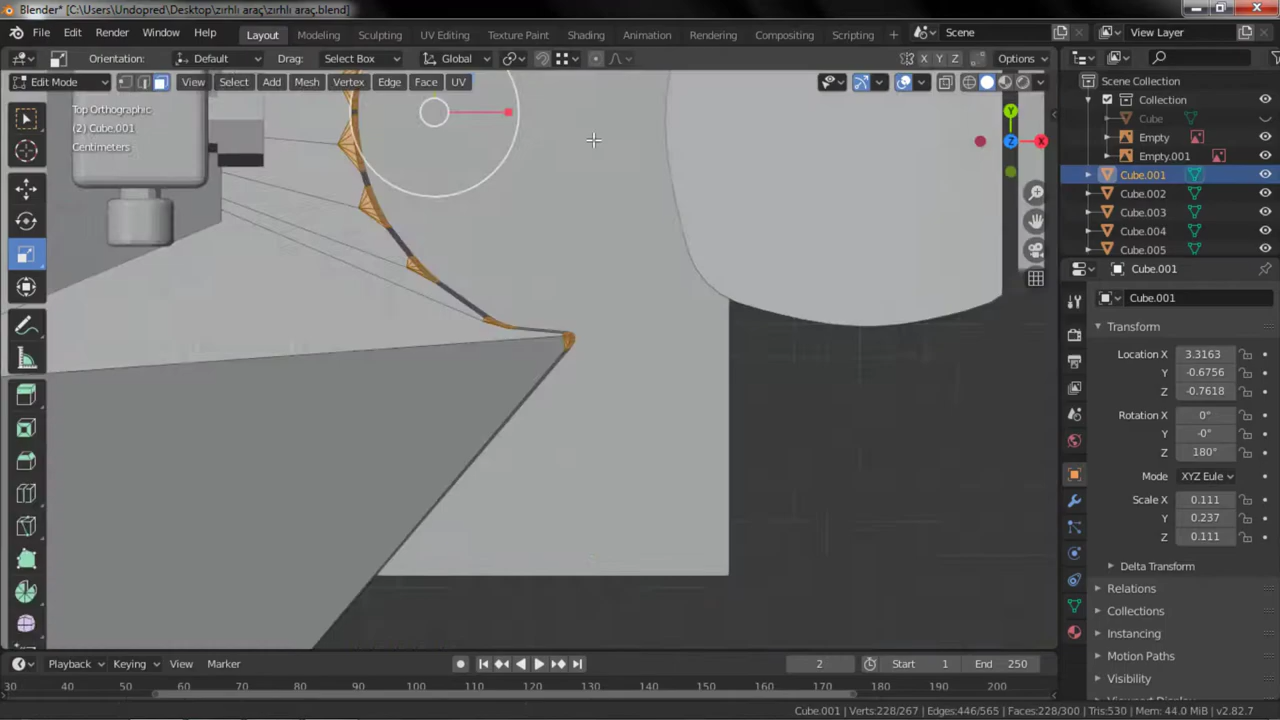 Blender* [C:\Users\Undopred\Desktop\zırhlı araç\zırhlı araç.blend]
File Edit Render Window Help Layout Modeling Sculpting UV Editing Texture Paint Shading Animation Rendering Compositing Scripting + Scene View Layer
Orientation: Default Drag: Select Box Global X Y Z Options
Edit Mode View Select Add Mesh Vertex Edge Face UV
Top Orthographic
(2) Cube.001
Centimeters
Y
Z X
Scene Collection
Collection
Cube
Empty
Empty.001
Cube.001
Cube.002
Cube.003
Cube.004
Cube.005
Cube.001
Cube.001
Transform
Location X 3.3163
Y -0.6756
Z -0.7618
Rotation X 0°
Y -0°
Z 180°
Mode XYZ Eule
Scale X 0.111
Y 0.237
Z 0.111
Delta Transform
Relations
Collections
Instancing
Motion Paths
Visibility
Playback Keying View Marker 2 Start 1 End 250
30 40 50 60 70 80 90 100 110 120 130 140 150 160 170 180 190 200
Cube.001 | Verts:228/267 | Edges:446/565 | Faces:228/300 | Tris:530 | Mem: 44.0 MiB | v2.82.7